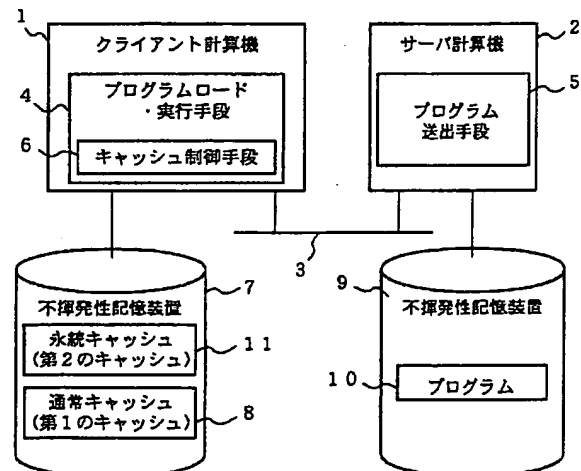 1
クライアント計算機
4
プログラムロード
・実行手段
6
キャッシュ制御手段
2
サーバ計算機
5
プログラム
送出手段
3
7
不揮発性記憶装置
永続キャッシュ
(第2のキャッシュ)
11
通常キャッシュ
(第1のキャッシュ)
8
9
不揮発性記憶装置
10
プログラム